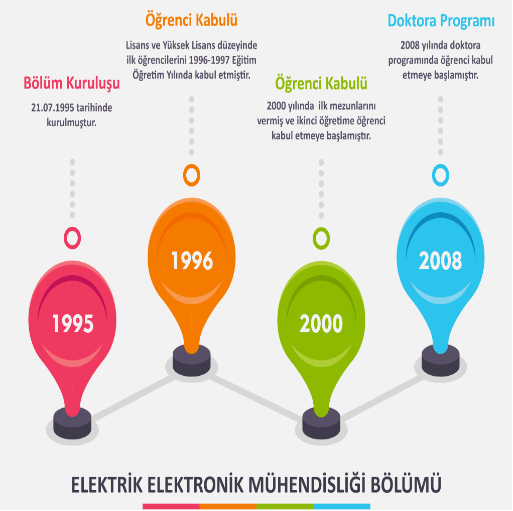 Bölüm Kuruluşu
21.07.1995 tarihinde
kurulmuştur.
1995
Öğrenci Kabulü
Lisans ve Yüksek Lisans düzeyinde
ilk öğrencilerini 1996-1997 Eğitim
Öğretim Yılında kabul etmiştir.
1996
Öğrenci Kabulü
2000 yılında ilk mezunlarını
vermiş ve ikinci öğretime öğrenci
kabul etmeye başlamıştır.
2000
Doktora Programı
2008 yılında doktora
programında öğrenci kabul
etmeye başlamıştır.
2008
ELEKTRİK ELEKTRONİK MÜHENDİSLİĞİ BÖLÜMÜ